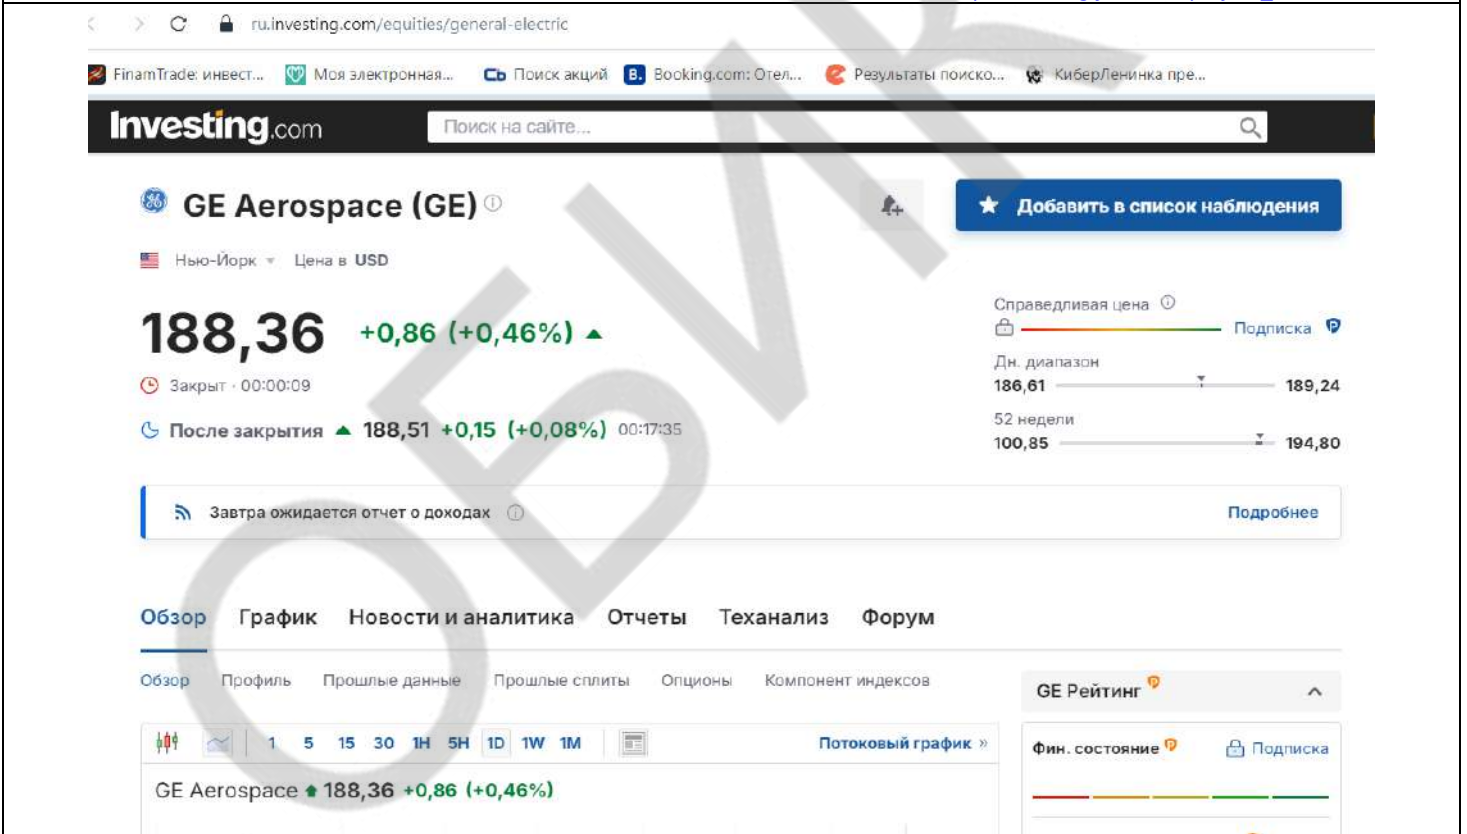 ru.investing.com/equities/general-electric
FinamTrade: инвест... Моя электронная... Сb Поиск акций B. Booking.com: Отел... Результаты поиско... КиберЛенинка пре...
Investing.com Поиск на сайте...
GE Aerospace (GE) Добавить в список наблюдения
Нью-Йорк Цена в USD
188,36 +0,86 (+0,46%)
Справедливая цена
Подписка
Закрыт · 00:00:09
Дн. диапазон
186,61 189,24
После закрытия 188,51 +0,15 (+0,08%) 00:17:35
52 недели
100,85 194,80
Завтра ожидается отчет о доходах Подробнее
Обзор График Новости и аналитика Отчеты Теханализ Форум
Обзор Профиль Прошлые данные Прошлые сплиты Опционы Компонент индексов
GE Рейтинг
1 5 15 30 1H 5H 1D 1W 1M Потоковый график »
Фин. состояние Подписка
GE Aerospace 188,36 +0,86 (+0,46%)
ОБИК